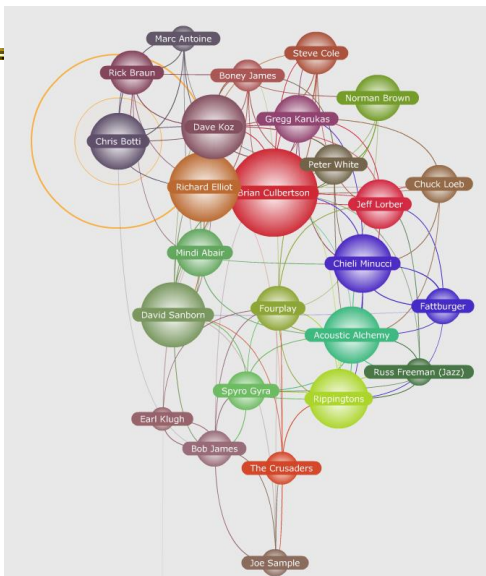 Marc Antoine
Steve Cole
Rick Braun
Boney James
Norman Brown
Gregg Karukas
Dave Koz
Chris Botti
Peter White
Chuck Loeb
Richard Elliot
Brian Culbertson
Jeff Lorber
Mindi Abair
Chieli Minucci
Fourplay
Fattburger
David Sanborn
Acoustic Alchemy
Russ Freeman (Jazz)
Spyro Gyra
Rippingtons
Earl Klugh
Bob James
The Crusaders
Joe Sample